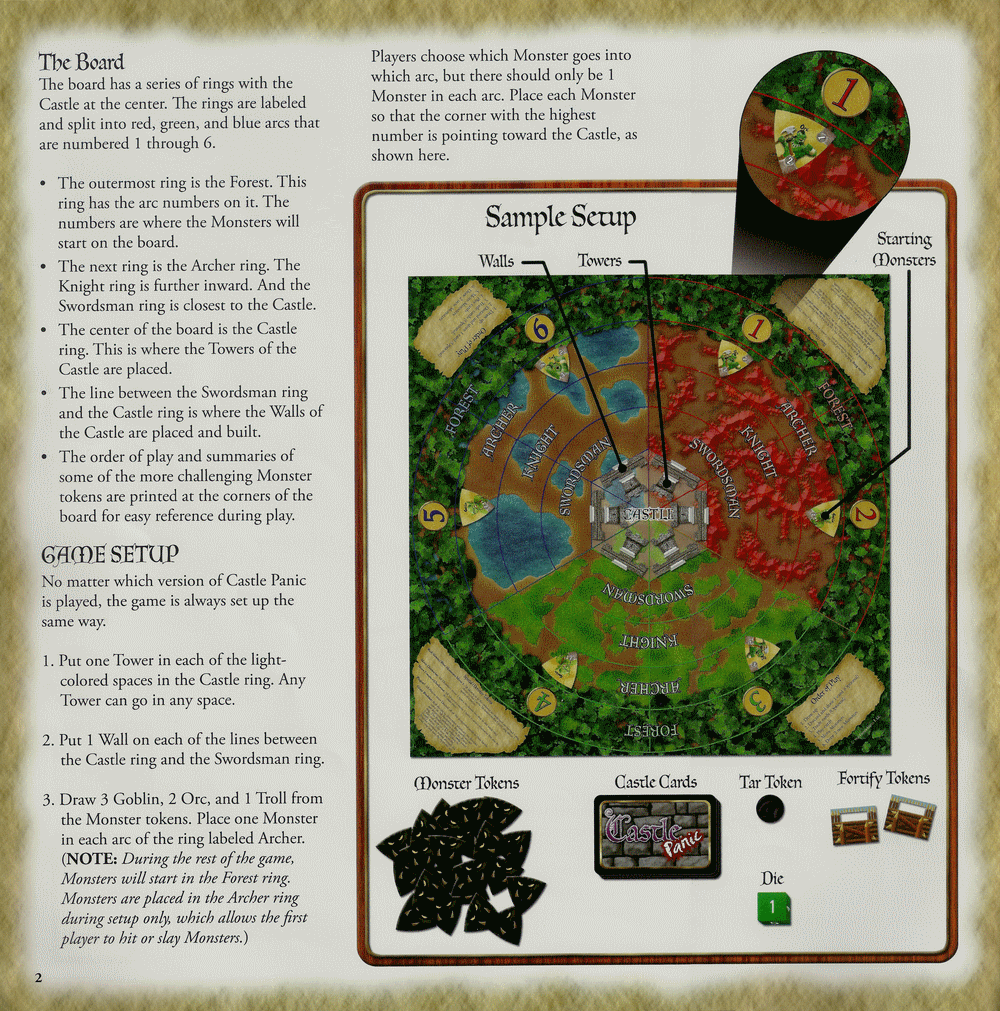 The Board
The board has a series of rings with the
Castle at the center. The rings are labeled
and split into red, green, and blue arcs that
are numbered 1 through 6.
• The outermost ring is the Forest. This
ring has the arc numbers on it. The
numbers are where the Monsters will
start on the board.
• The next ring is the Archer ring. The
Knight ring is further inward. And the
Swordsman ring is closest to the Castle.
• The center of the board is the Castle
ring. This is where the Towers of the
Castle are placed.
• The line between the Swordsman ring
and the Castle ring is where the Walls of
the Castle are placed and built.
• The order of play and summaries of
some of the more challenging Monster
tokens are printed at the corners of the
board for easy reference during play.
GAME SETUP
No matter which version of Castle Panic
is played, the game is always set up the
same way.
1. Put one Tower in each of the light-
colored spaces in the Castle ring. Any
Tower can go in any space.
2. Put 1 Wall on each of the lines between
the Castle ring and the Swordsman ring.
3. Draw 3 Goblin, 2 Orc, and 1 Troll from
the Monster tokens. Place one Monster
in each arc of the ring labeled Archer.
(NOTE: During the rest of the game,
Monsters will start in the Forest ring.
Monsters are placed in the Archer ring
during setup only, which allows the first
player to hit or slay Monsters.)
2
Players choose which Monster goes into
which arc, but there should only be 1
Monster in each arc. Place each Monster
so that the corner with the highest
number is pointing toward the Castle, as
shown here.
1
Sample Setup
Walls
Towers
Starting
Monsters
Order of Play
6
1
FOREST
ARCHER
KNIGHT
SWORDSMAN
FOREST
ARCHER
KNIGHT
SWORDSMAN
CASTLE
5
2
SWORDSMAN
KNIGHT
ARCHER
FOREST
4
3
Order of Play
Monster Tokens
Castle Cards
Tar Token
Fortify Tokens
Castle
Panic
Die
1